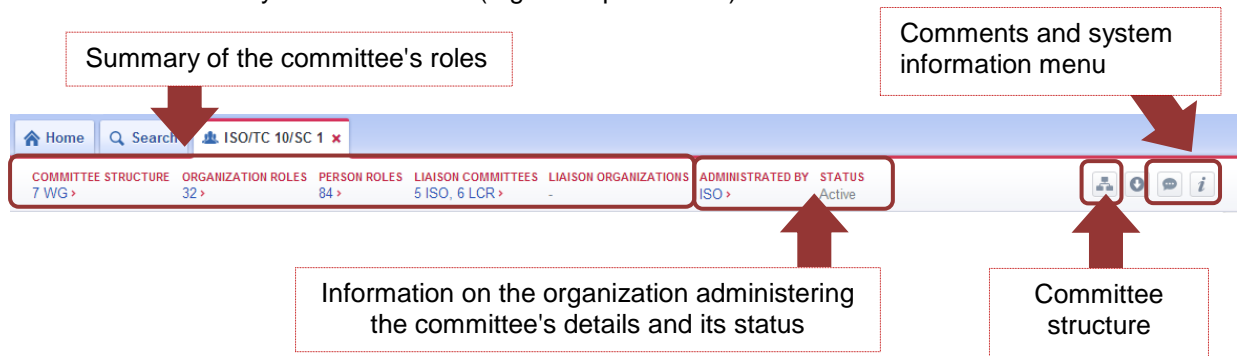 Summary of the committee's roles
Comments and system
information menu
Home Search ISO/TC 10/SC 1 x
COMMITTEE STRUCTURE ORGANIZATION ROLES PERSON ROLES LIAISON COMMITTEES LIAISON ORGANIZATIONS ADMINISTRATED BY STATUS
7 WG > 32 > 84 > 5 ISO, 6 LCR > - ISO > Active
Information on the organization administering
the committee's details and its status
Committee
structure